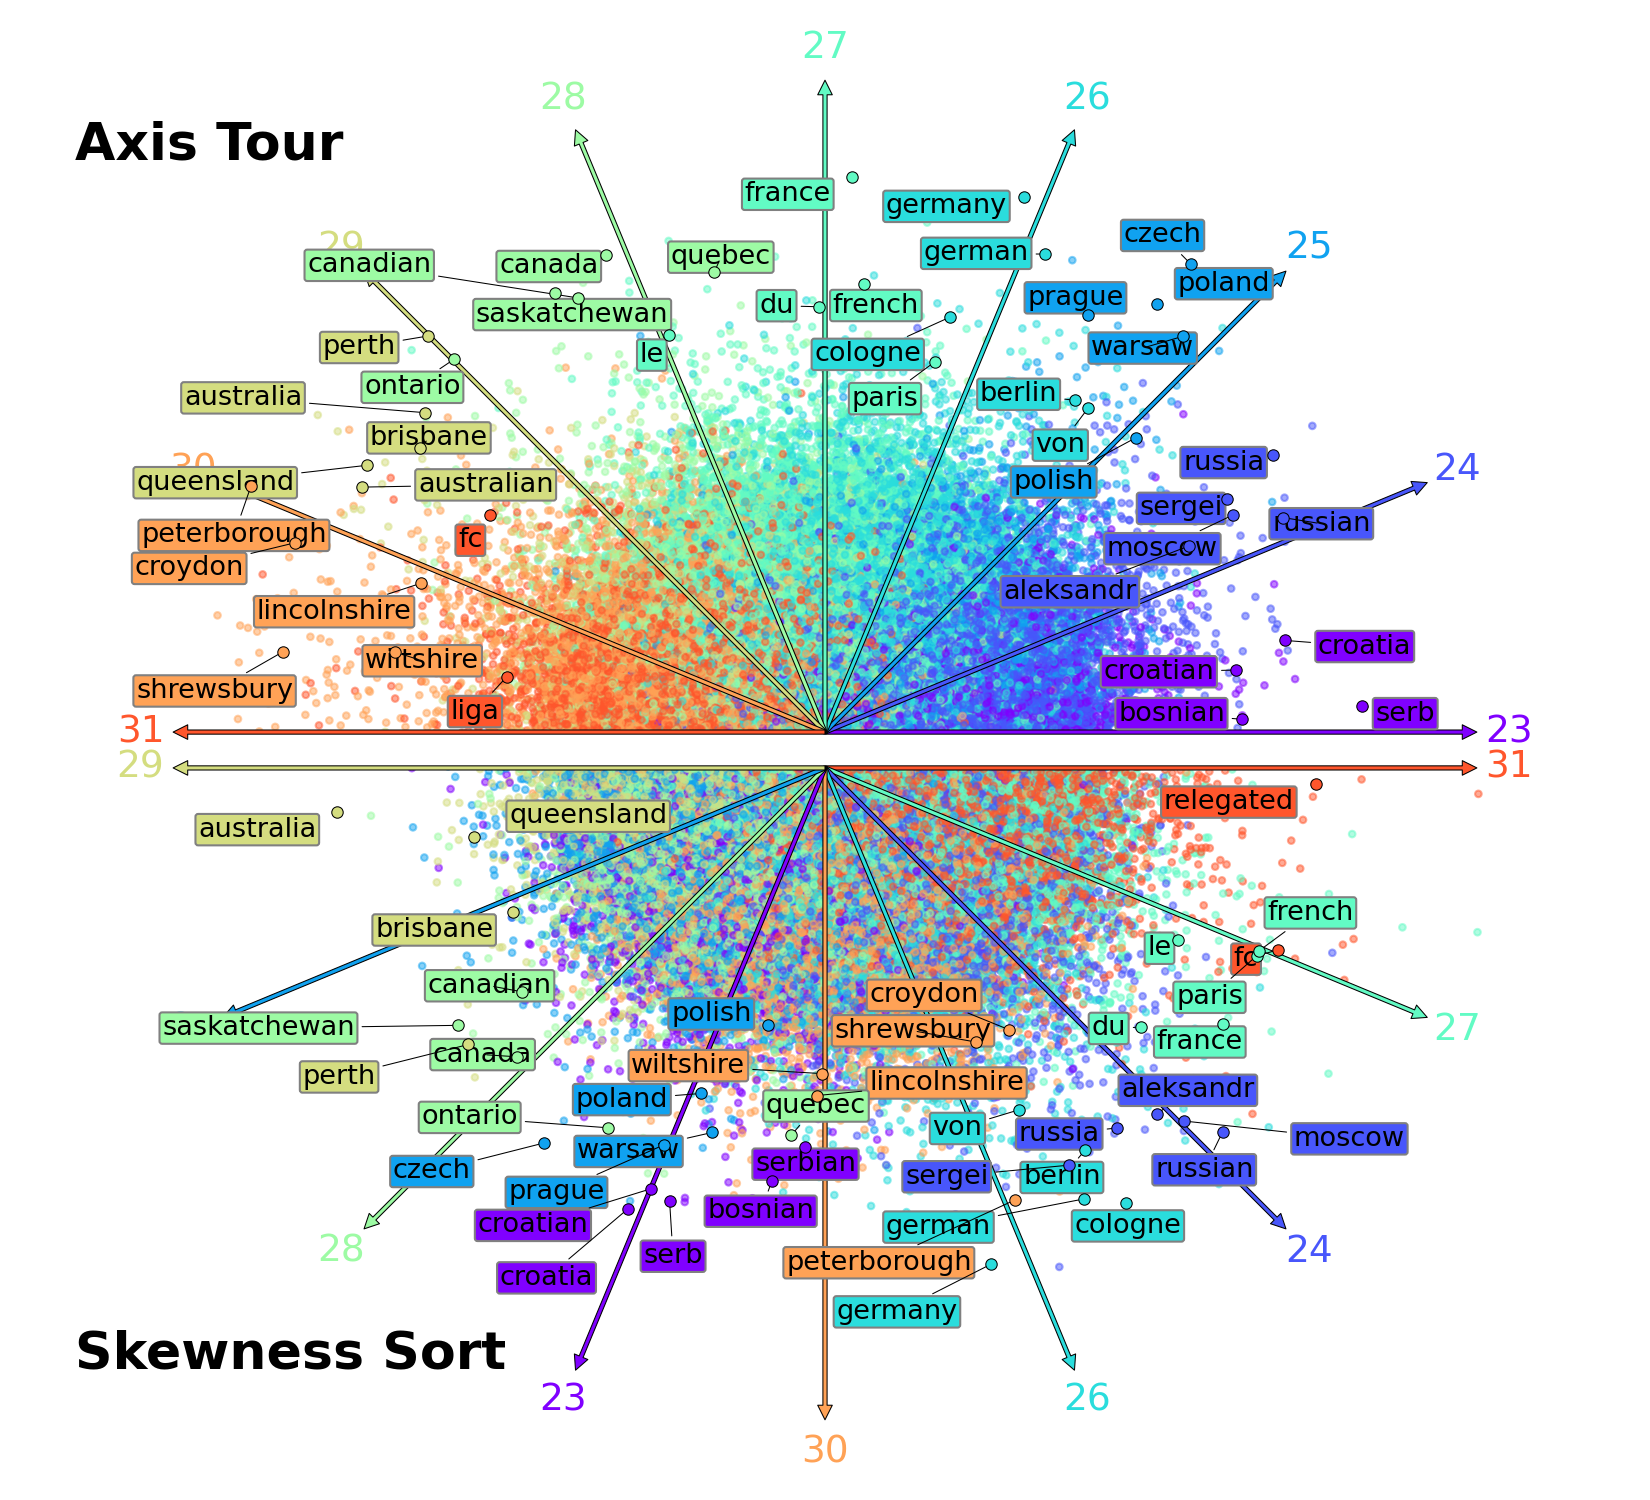 27
28
26
Axis Tour
france
germany
czech
29
25
canadian
canada
quebec
german
poland
prague
saskatchewan
du
french
perth
le
cologne
warsaw
ontario
australia
paris
berlin
brisbane
von
30
queensland
australian
polish
russia
24
peterborough
fc
sergei
russian
croydon
moscow
lincolnshire
aleksandr
wiltshire
croatian
croatia
shrewsbury
liga
bosnian
serb
31
23
29
31
australia
queensland
relegated
brisbane
french
le
fc
canadian
croydon
paris
saskatchewan
polish
shrewsbury
du
france
27
perth
canada
wiltshire
lincolnshire
aleksandr
poland
quebec
ontario
von
russia
moscow
czech
warsaw
serbian
sergei
berlin
russian
prague
croatian
bosnian
german
cologne
28
serb
peterborough
24
croatia
germany
Skewness Sort
23
26
30